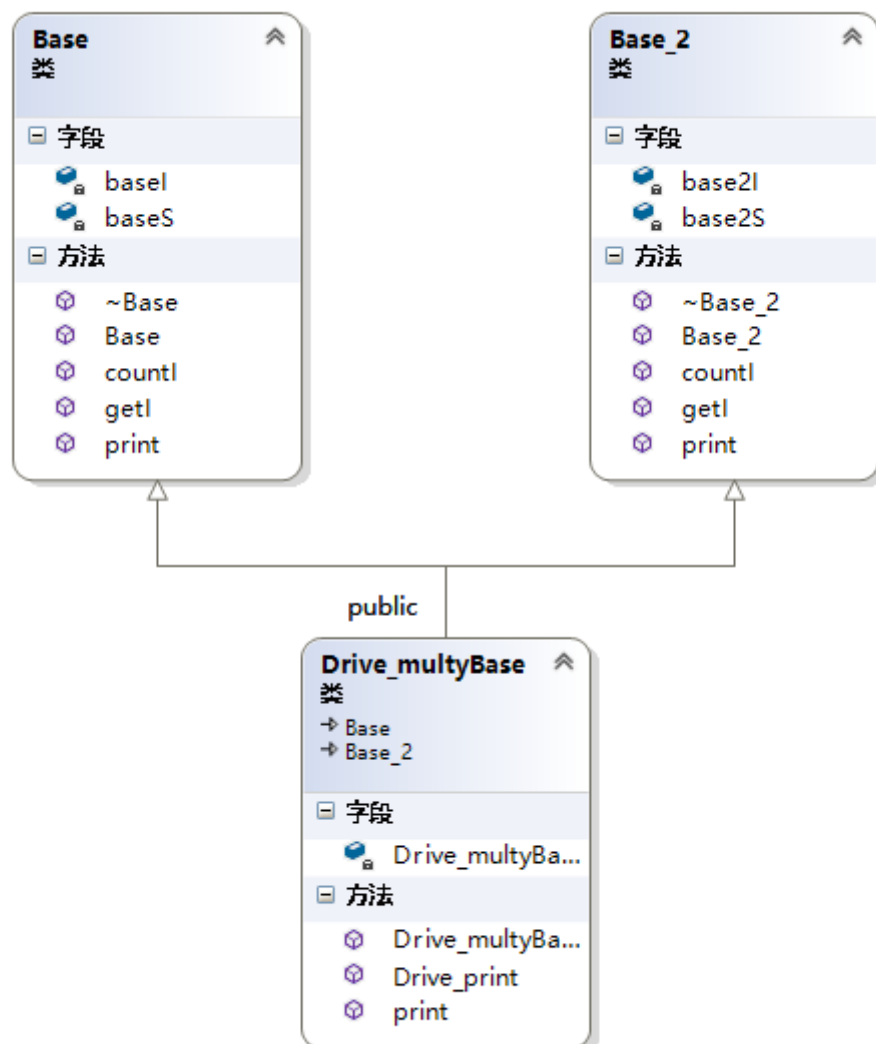 Base
类
字段
baseI
baseS
方法
~Base
Base
countI
getI
print
Base_2
类
字段
base2I
base2S
方法
~Base_2
Base_2
countI
getI
print
public
Drive_multyBase
类
Base
Base_2
字段
Drive_multyBa...
方法
Drive_multyBa...
Drive_print
print